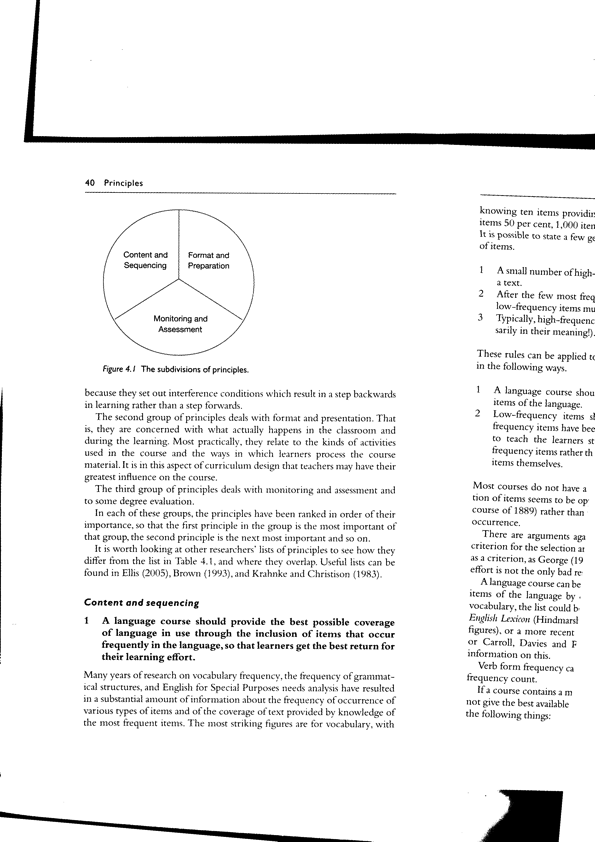 40 Principles
Content and
Sequencing
Format and
Preparation
Monitoring and
Assessment
Figure 4.1 The subdivisions of principles.
because they set out interference conditions which result in a step backwards
in learning rather than a step forwards.
The second group of principles deals with format and presentation. That
is, they are concerned with what actually happens in the classroom and
during the learning. Most practically, they relate to the kinds of activities
used in the course and the ways in which learners process the course
material. It is in this aspect of curriculum design that teachers may have their
greatest influence on the course.
The third group of principles deals with monitoring and assessment and
to some degree evaluation.
In each of these groups, the principles have been ranked in order of their
importance, so that the first principle in the group is the most important of
that group, the second principle is the next most important and so on.
It is worth looking at other researchers' lists of principles to see how they
differ from the list in Table 4.1, and where they overlap. Useful lists can be
found in Ellis (2005), Brown (1993), and Krahnke and Christison (1983).
Content and sequencing
1 A language course should provide the best possible coverage
of language in use through the inclusion of items that occur
frequently in the language, so that learners get the best return for
their learning effort.
Many years of research on vocabulary frequency, the frequency of grammat-
ical structures, and English for Special Purposes needs analysis have resulted
in a substantial amount of information about the frequency of occurrence of
various types of items and of the coverage of text provided by knowledge of
the most frequent items. The most striking figures are for vocabulary, with
knowing ten items
items 50 per cent, 1,000
It is possible to state a few
of items.
1 A small number of high-
a text.
2 After the few most
low-frequency items
3 Typically,
sarily in their meaning!).
These rules can be applied
in the following ways.
1 A language course
items of the language.
2 Low-frequency items
frequency items have
to teach the learners
frequency items rather
items themselves.
Most courses do not have a
tion of items seems to be
course of 1889) rather than
occurrence.
There are arguments
criterion for the selection
as a criterion, as George (19
effort is not the only bad
A language course can be
items of the language by
vocabulary, the list could
English Lexicon
figures), or a more recent
or Carroll, Davies and
information on this.
Verb form frequency
frequency count.
If a course contains a
not give the best available
the following things: